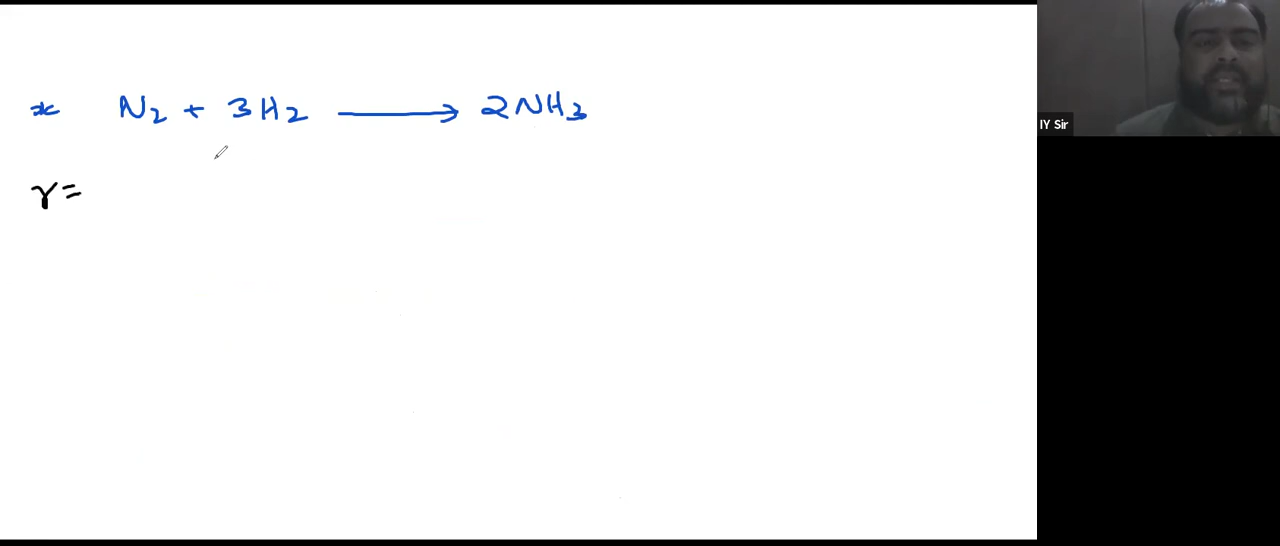 * N₂ + 3H₂ ⟶ 2NH₃
IY Sir
r =